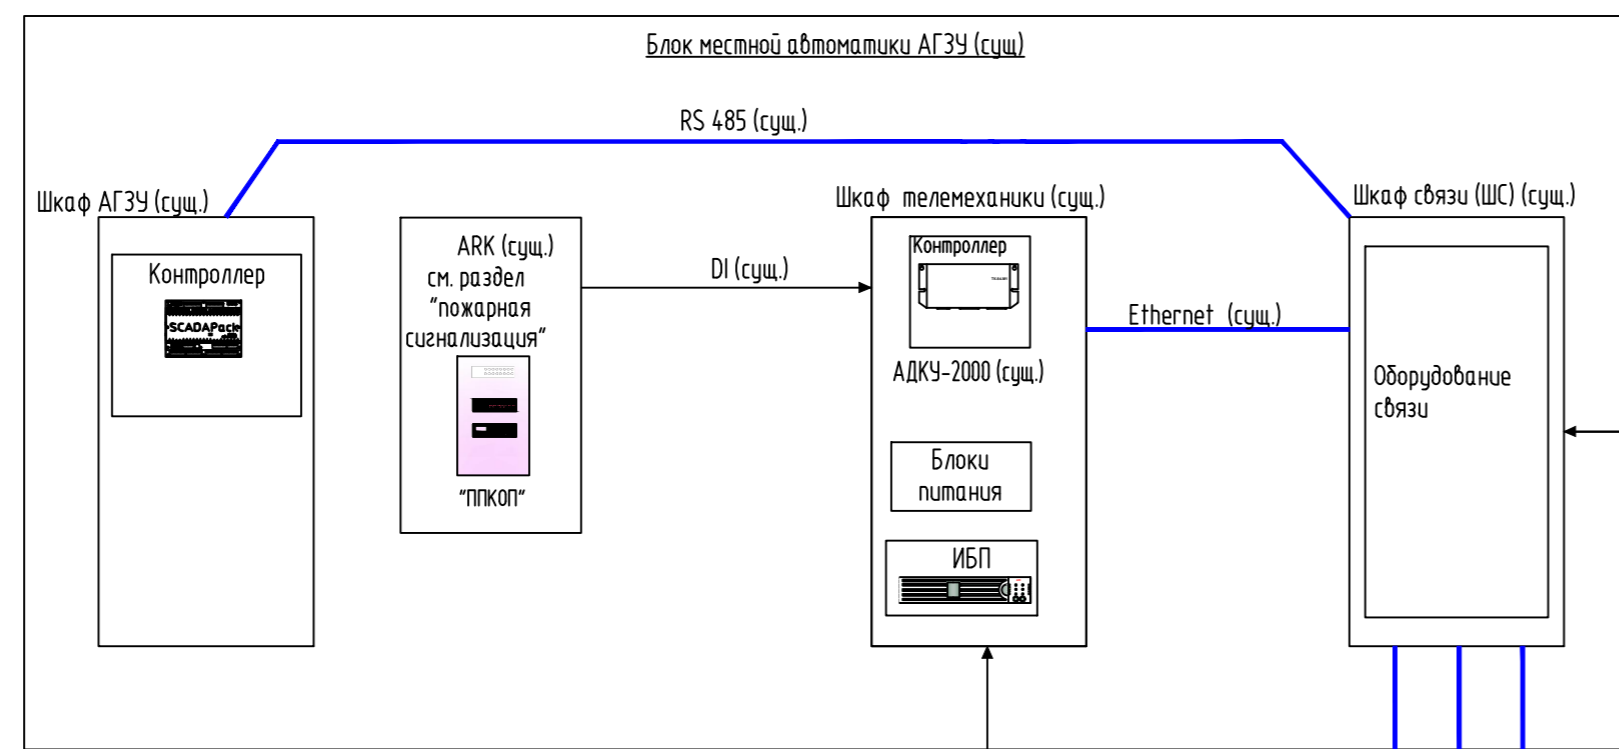 Блок местной автоматики АГЗУ (сущ)
RS 485 (сущ.)
Шкаф АГЗУ (сущ.)
Контроллер
SCADAPack
ARK (сущ.)
см. раздел
"пожарная
сигнализация"
"ППКОП"
DI (сущ.)
Шкаф телемеханики (сущ.)
Контроллер
АДКУ-2000 (сущ.)
Блоки
питания
ИБП
Ethernet (сущ.)
Шкаф связи (ШС) (сущ.)
Оборудование
связи